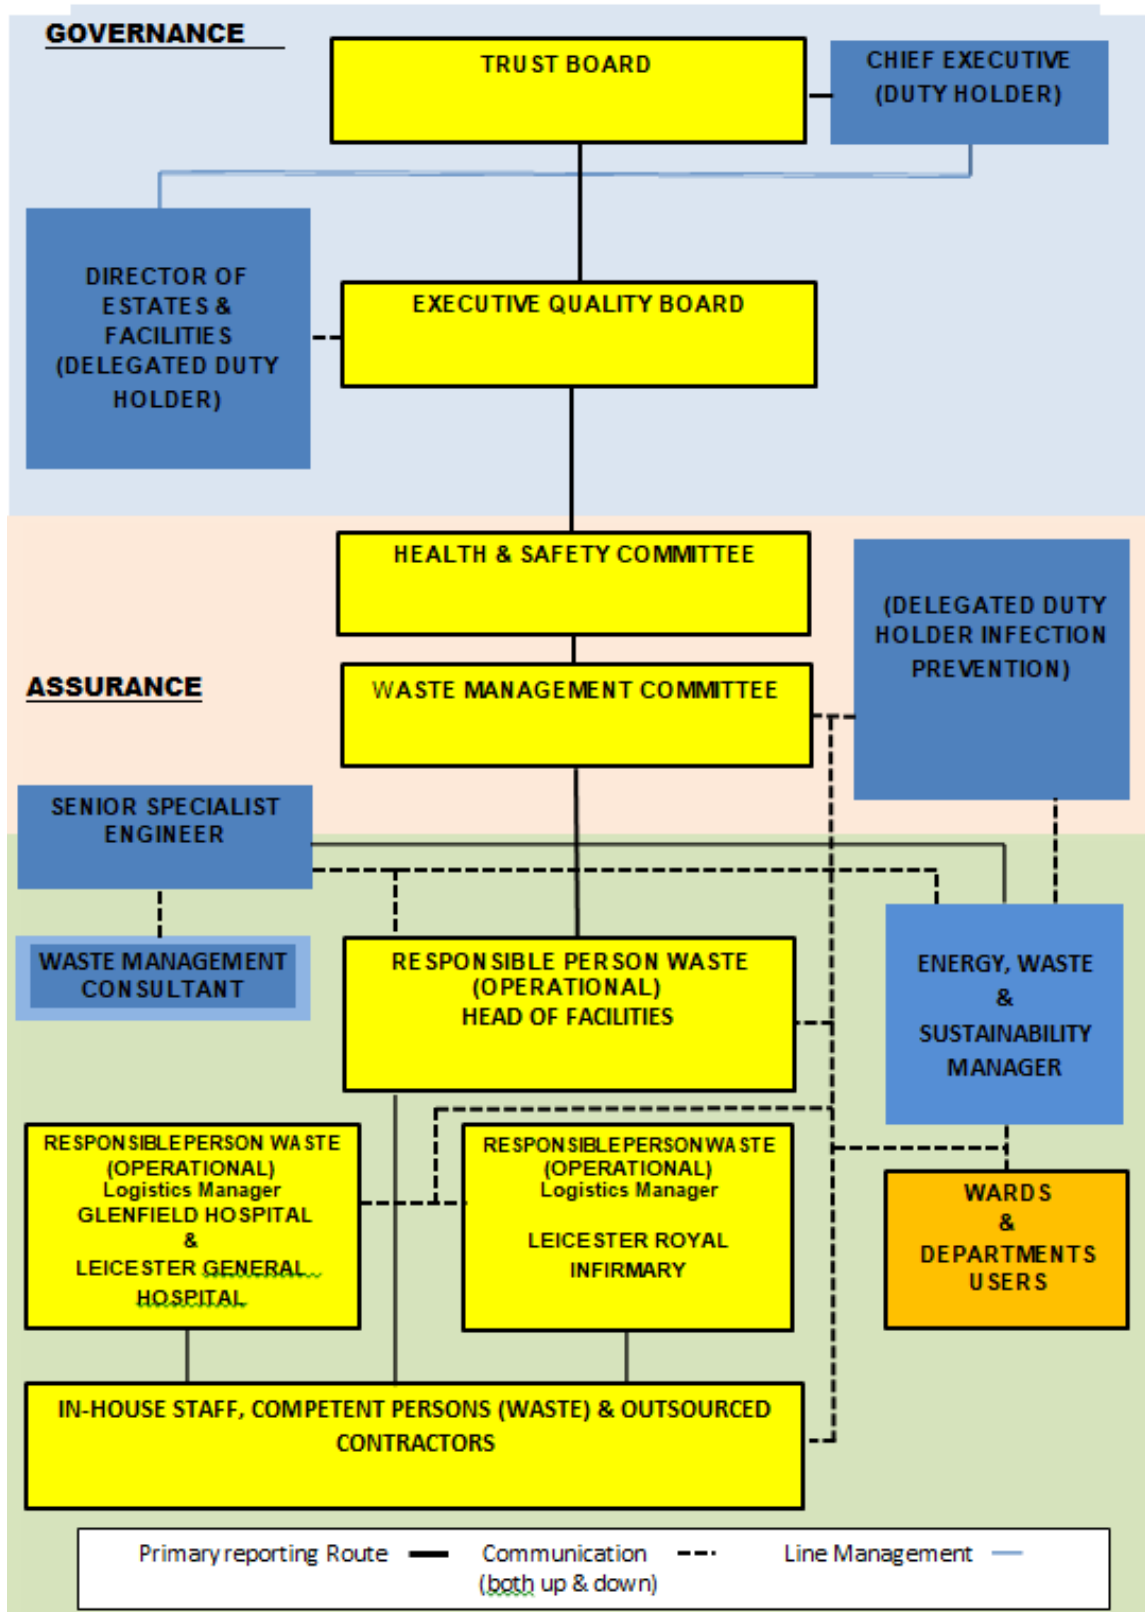 GOVERNANCE
TRUST BOARD
CHIEF EXECUTIVE
(DUTY HOLDER)
DIRECTOR OF
ESTATES &
FACILITIES
(DELEGATED DUTY
HOLDER)
EXECUTIVE QUALITY BOARD
HEALTH & SAFETY COMMITTEE
(DELEGATED DUTY
HOLDER INFECTION
PREVENTION)
ASSURANCE
WASTE MANAGEMENT COMMITTEE
SENIOR SPECIALIST
ENGINEER
WASTE MANAGEMENT
CONSULTANT
RESPONSIBLE PERSON WASTE
(OPERATIONAL)
HEAD OF FACILITIES
ENERGY, WASTE
&
SUSTAINABILITY
MANAGER
RESPONSIBLE PERSON WASTE
(OPERATIONAL)
Logistics Manager
GLENFIELD HOSPITAL
&
LEICESTER GENERAL
HOSPITAL
RESPONSIBLE PERSON WASTE
(OPERATIONAL)
Logistics Manager
LEICESTER ROYAL
INFIRMARY
WARDS
&
DEPARTMENTS
USERS
IN-HOUSE STAFF, COMPETENT PERSONS (WASTE) & OUTSOURCED
CONTRACTORS
Primary reporting Route Communication Line Management
(both up & down)